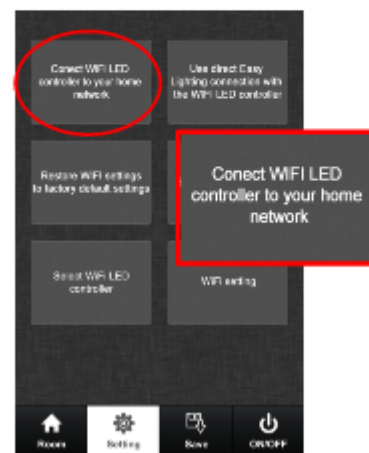 Conect WIFI LED
controller to your home
network
Use direct Easy
Lighting connection with
the WIFI LED controller
Restore WIFI settings
to factory default settings
Conect WIFI LED
controller to your home
network
Select WIFI LED
controller
WIFI setting
Room
Setting
Save
ON/OFF